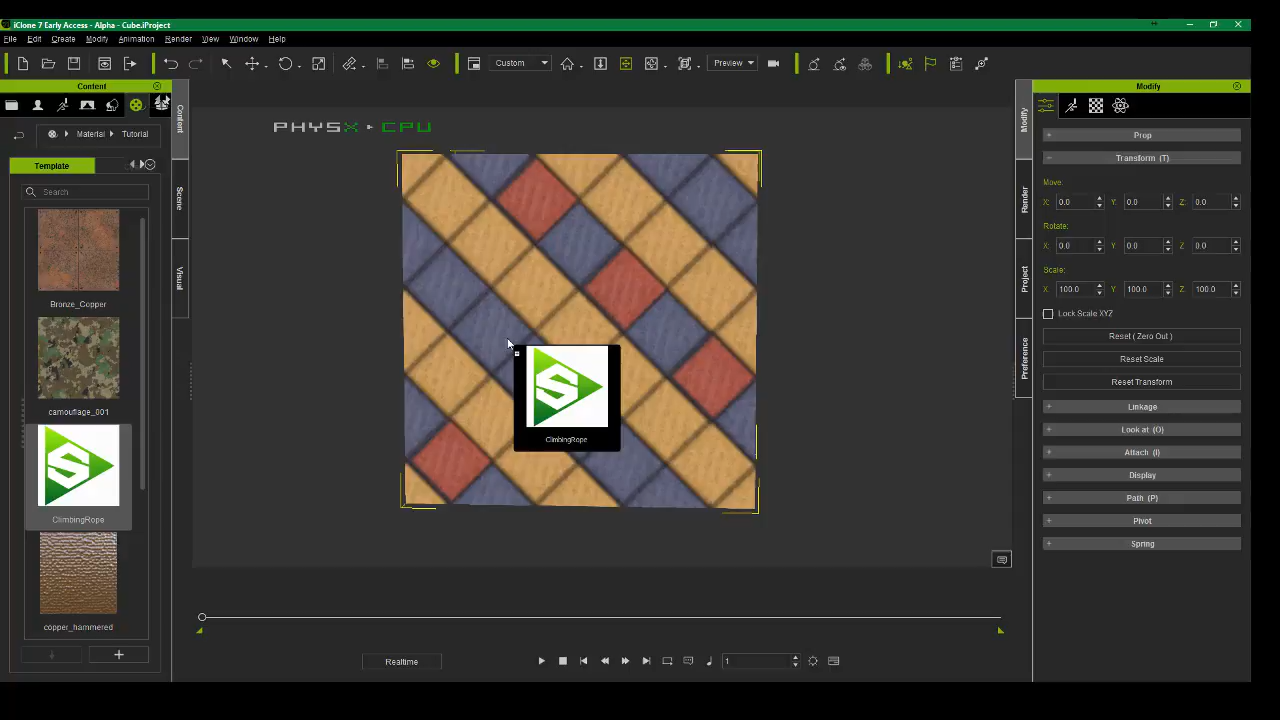 iClone 7 Early Access - Alpha - Cube.iProject
File Edit Create Modify Animation Render View Window Help
Custom Preview
Content
Material Tutorial
Template
Search
Bronze_Copper
camouflage_001
ClimbingRope
copper_hammered
Content
Scene
Visual
PHYSX CPU
ClimbingRope
Realtime
1
Modify
Render
Project
Preference
Modify
Prop
Transform (T)
Move:
X: 0.0 Y: 0.0 Z: 0.0
Rotate:
X: 0.0 Y: 0.0 Z: 0.0
Scale:
X 100.0 Y: 100.0 Z: 100.0
Lock Scale XYZ
Reset ( Zero Out )
Reset Scale
Reset Transform
Linkage
Look at (O)
Attach (I)
Display
Path (P)
Pivot
Spring